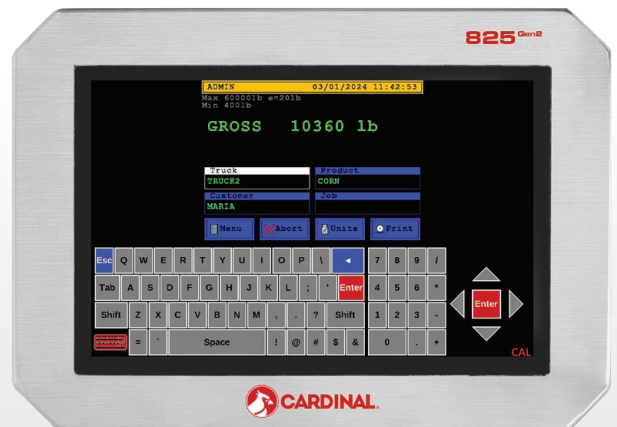 825 Gen2
ADMIN 03/01/2024 11:42:53
Max 60000lb e=20lb
Min 400lb
GROSS 10360 lb
Truck Product
TRUCK2 CORN
Customer Job
MARIA
Menu Abort Units Print
Esc Q W E R T Y U I O P \ ◄ 7 8 9 /
Tab A S D F G H J K L ; ' Enter 4 5 6 *
Shift Z X C V B N M , . ? Shift 1 2 3 - Enter
= ` Space ! @ # $ & 0 . +
CAL
CARDINAL